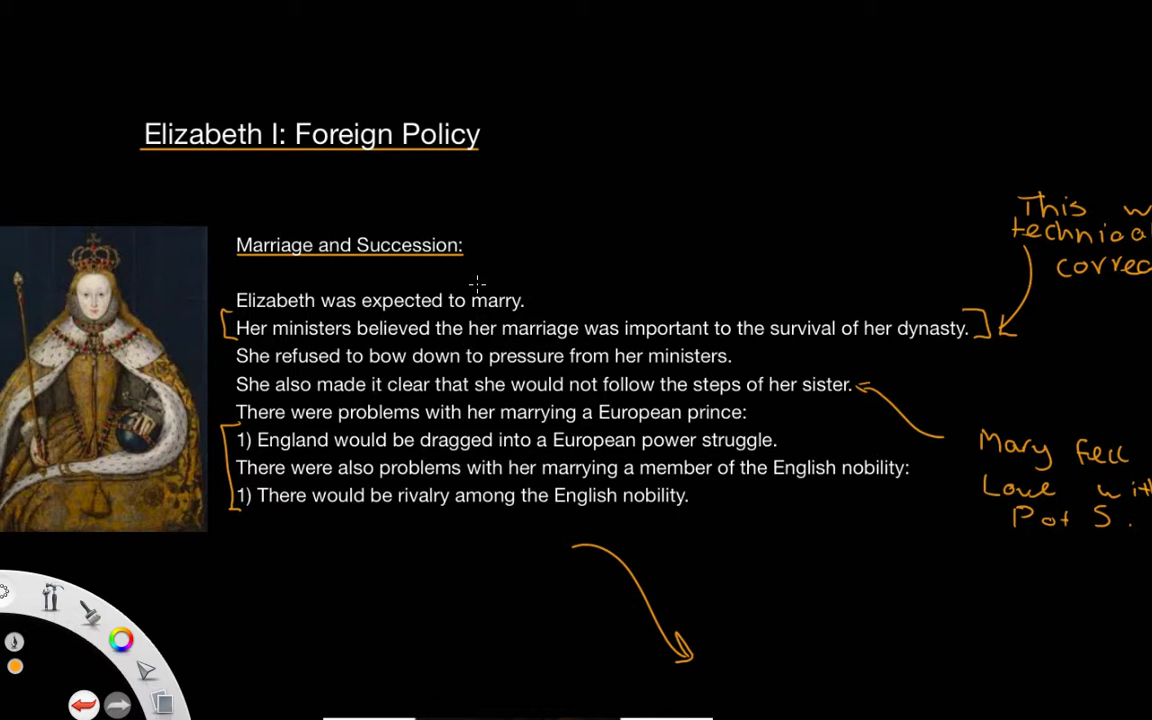 Elizabeth I: Foreign Policy
Marriage and Succession:
Elizabeth was expected to marry.
Her ministers believed the her marriage was important to the survival of her dynasty.
She refused to bow down to pressure from her ministers.
She also made it clear that she would not follow the steps of her sister.
There were problems with her marrying a European prince:
1) England would be dragged into a European power struggle.
There were also problems with her marrying a member of the English nobility:
1) There would be rivalry among the English nobility.
This
Mary fell
Love
P of S.